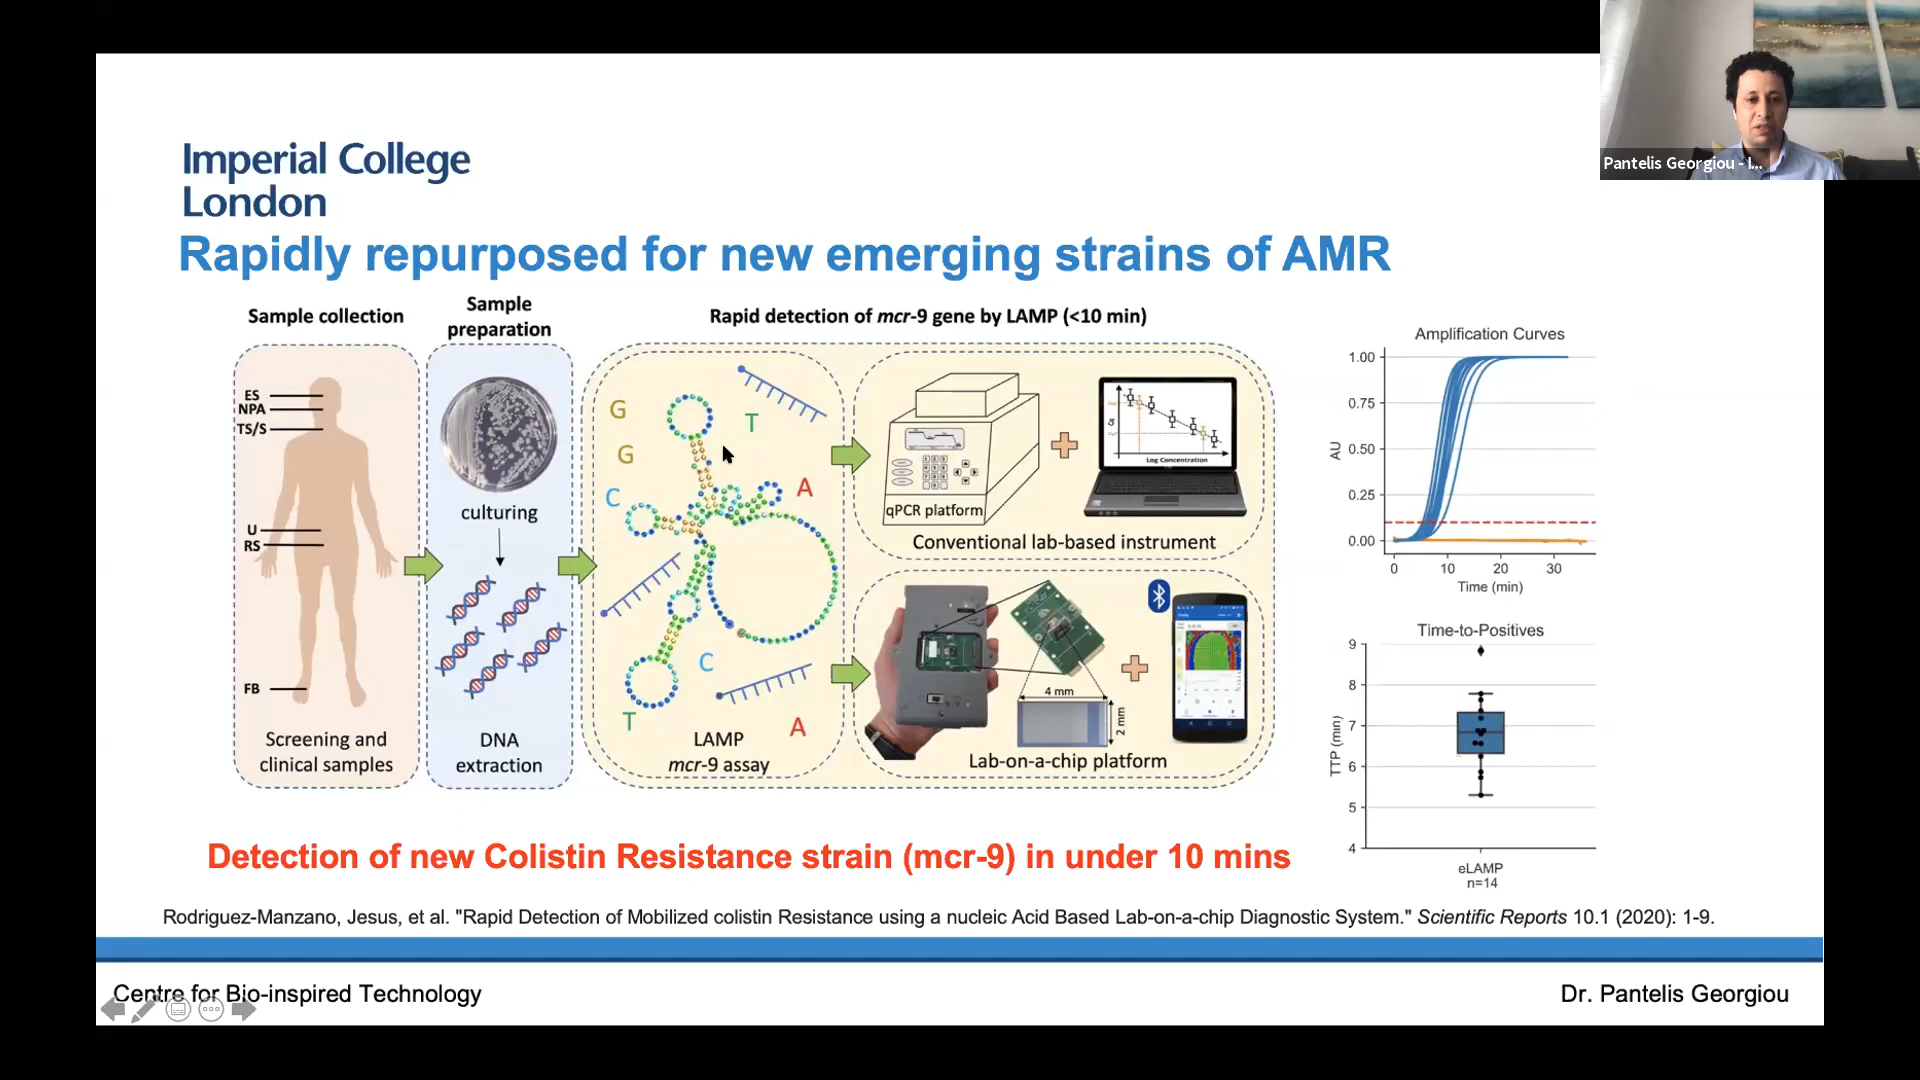 Pantelis Georgiou - I...
Imperial College
London
Rapidly repurposed for new emerging strains of AMR
Sample collection
ES
NPA
TS/S
U
RS
FB
Screening and
clinical samples
Sample
preparation
culturing
DNA
extraction
Rapid detection of mcr-9 gene by LAMP (<10 min)
G
T
G
A
C
C
T
A
LAMP
mcr-9 assay
qPCR platform
Log Concentration
Conventional lab-based instrument
4 mm
2 mm
Lab-on-a-chip platform
Amplification Curves
1.00
0.75
0.50
0.25
0.00
AU
0 10 20 30
Time (min)
Time-to-Positives
9
8
7
6
5
4
TTP (min)
eLAMP
n=14
Detection of new Colistin Resistance strain (mcr-9) in under 10 mins
Rodriguez-Manzano, Jesus, et al. "Rapid Detection of Mobilized colistin Resistance using a nucleic Acid Based Lab-on-a-chip Diagnostic System." Scientific Reports 10.1 (2020): 1-9.
Centre for Bio-inspired Technology
Dr. Pantelis Georgiou